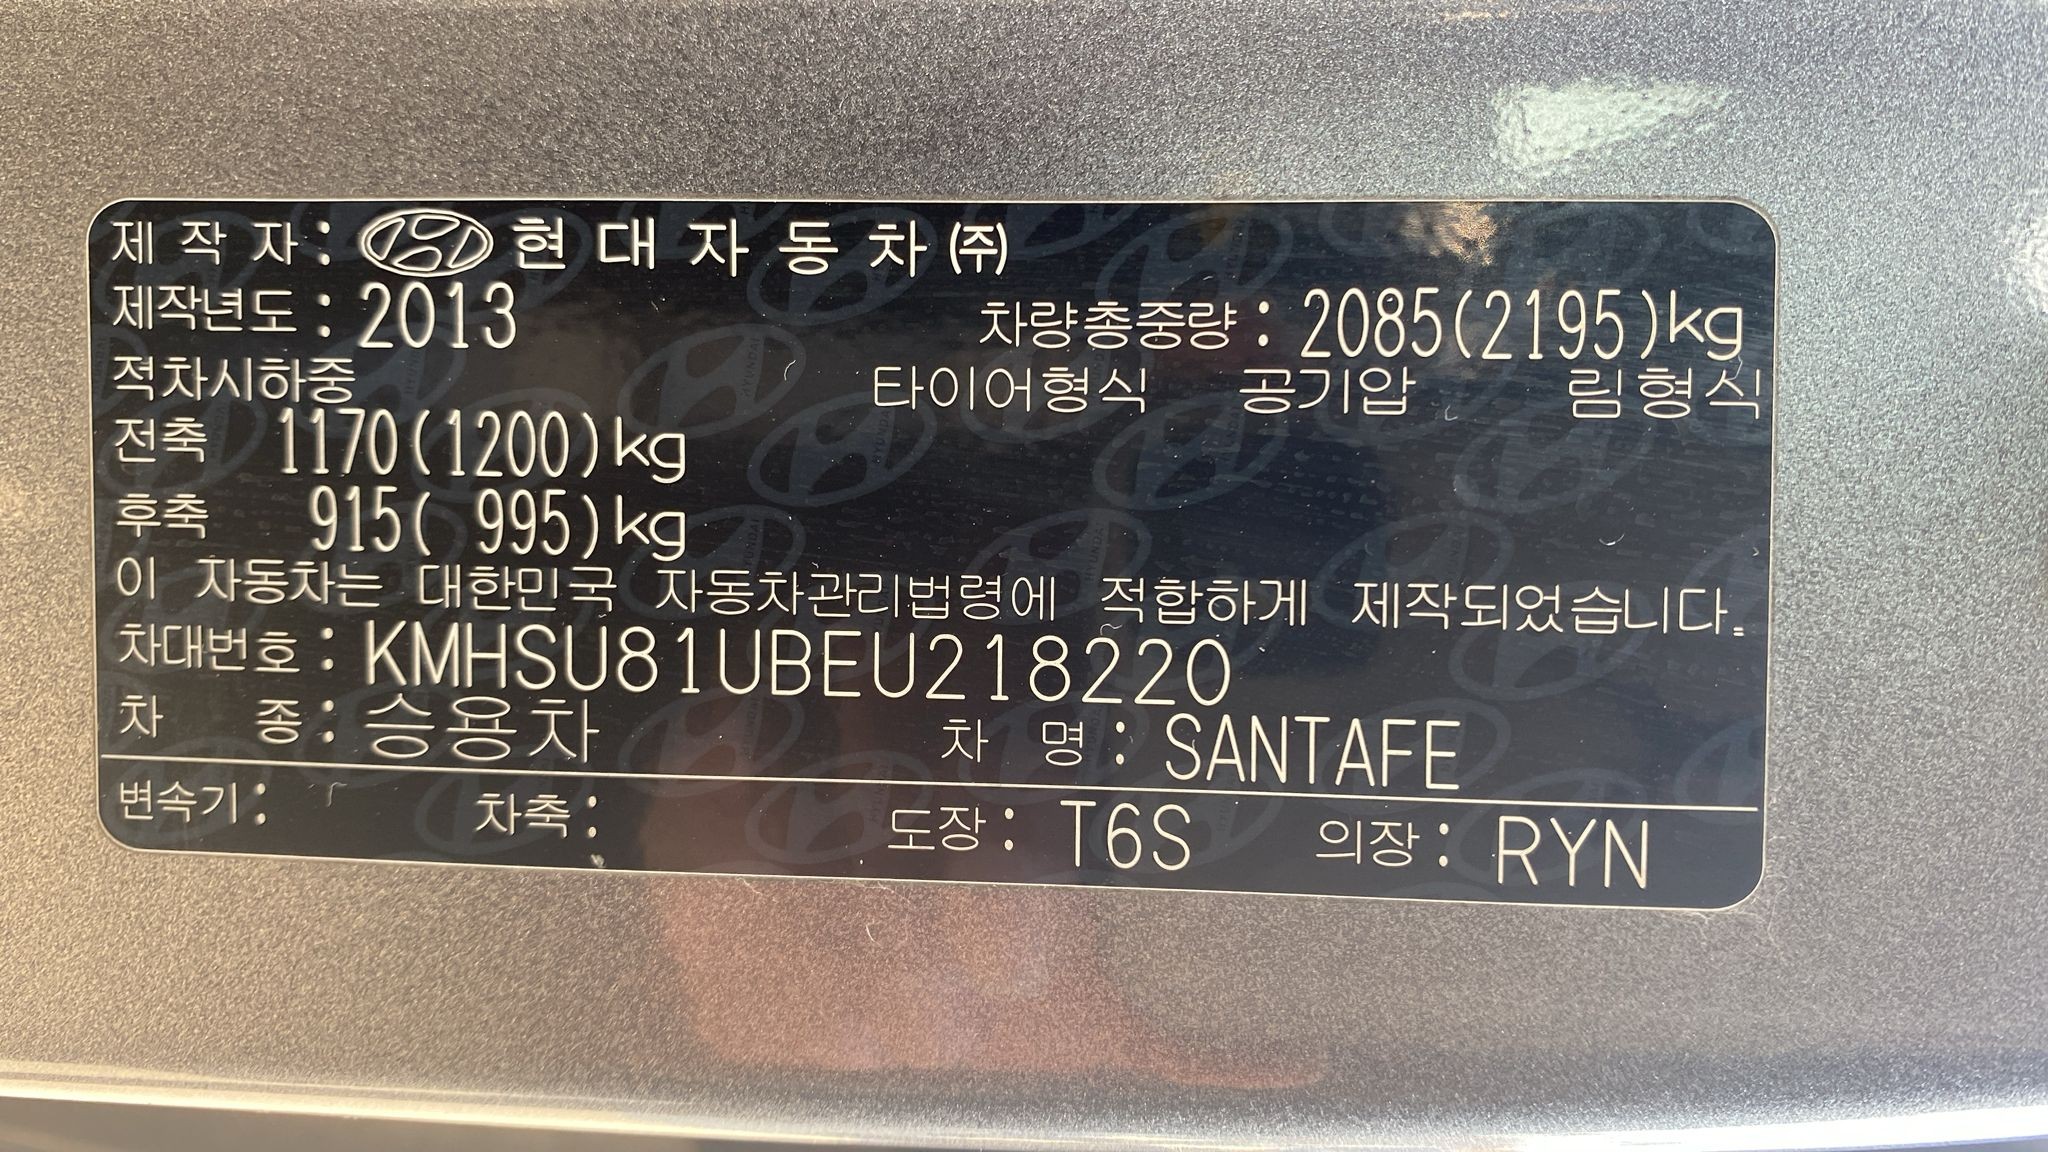 제 작 자 : 현 대 자 동 차 ㈜
제작년도 : 2013 차량총중량 : 2085(2195)kg
적차시하중 타이어형식 공기압 림형식
전축 1170(1200)kg
후축 915( 995)kg
이 자동차는 대한민국 자동차관리법령에 적합하게 제작되었습니다.
차대번호 : KMHSU81UBEU218220
차 종 : 승용차 차 명 : SANTAFE
변속기 : 차축 : 도장 : T6S 의장 : RYN